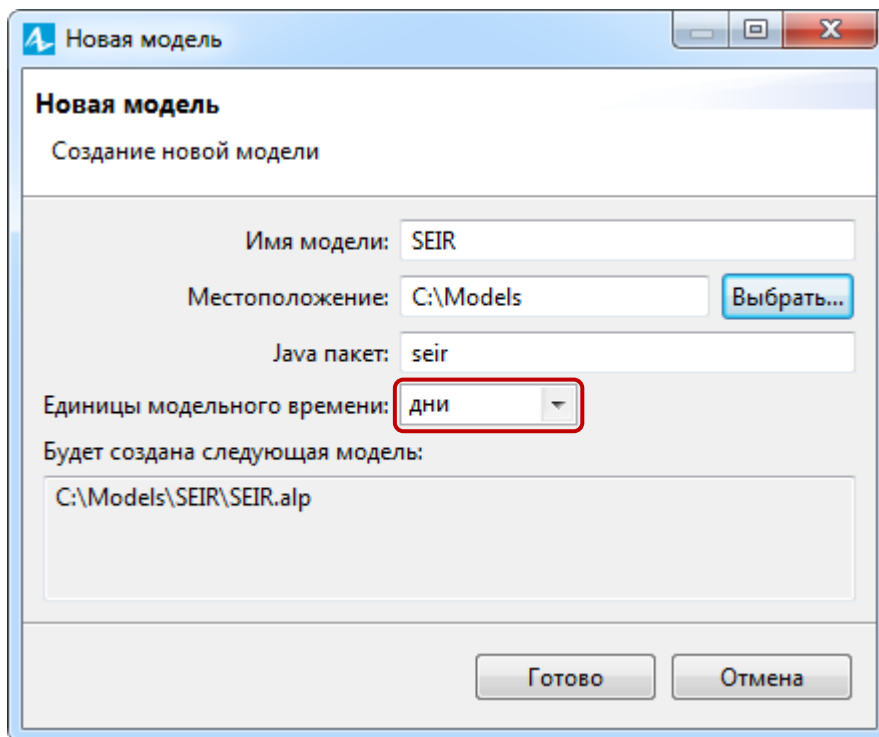 Новая модель
Новая модель
Создание новой модели
Имя модели: SEIR
Местоположение: C:\Models Выбрать...
Java пакет: seir
Единицы модельного времени: дни
Будет создана следующая модель:
C:\Models\SEIR\SEIR.alp
Готово Отмена